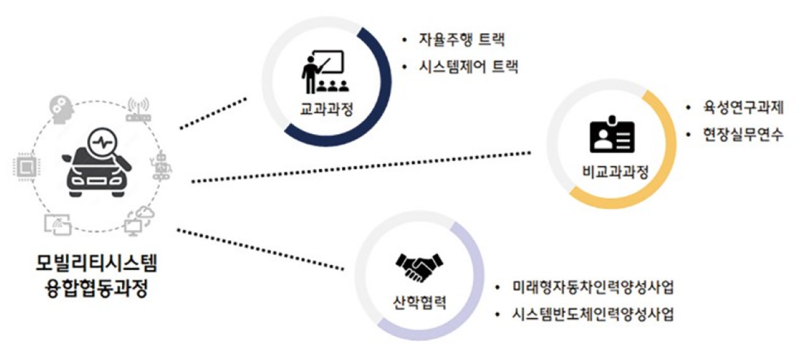 교과과정
• 자율주행 트랙
• 시스템제어 트랙
비교과과정
• 육성연구과제
• 현장실무연수
모빌리티시스템
융합협동과정
산학협력
• 미래형자동차인력양성사업
• 시스템반도체인력양성사업